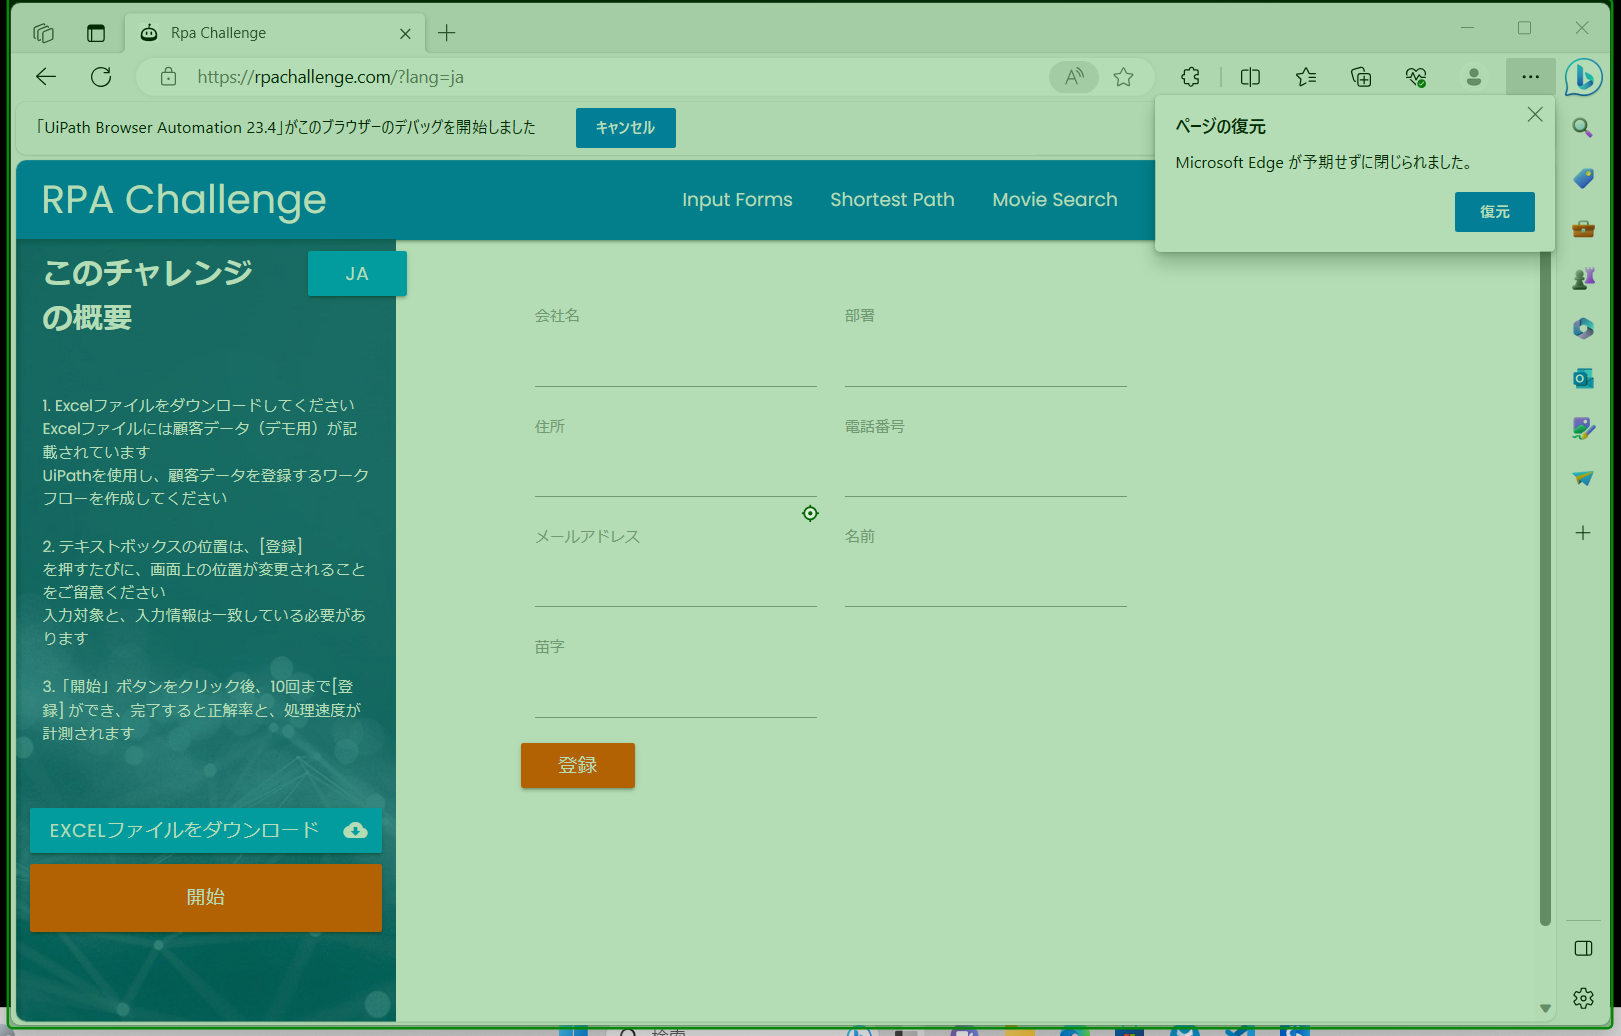 Rpa Challenge
https://rpachallenge.com/?lang=ja
「UiPath Browser Automation 23.4」がこのブラウザーのデバッグを開始しました
キャンセル
ページの復元
Microsoft Edge が予期せずに閉じられました。
復元
RPA Challenge
Input Forms
Shortest Path
Movie Search
このチャレンジ
の概要
JA
1. Excelファイルをダウンロードしてください
Excelファイルには顧客データ（デモ用）が記
載されています
UiPathを使用し、顧客データを登録するワーク
フローを作成してください
2. テキストボックスの位置は、[登録]
を押すたびに、画面上の位置が変更されること
をご留意ください
入力対象と、入力情報は一致している必要があ
ります
3.「開始」ボタンをクリック後、10回まで[登
録] ができ、完了すると正解率と、処理速度が
計測されます
EXCELファイルをダウンロード
開始
会社名
部署
住所
電話番号
メールアドレス
名前
苗字
登録
検索